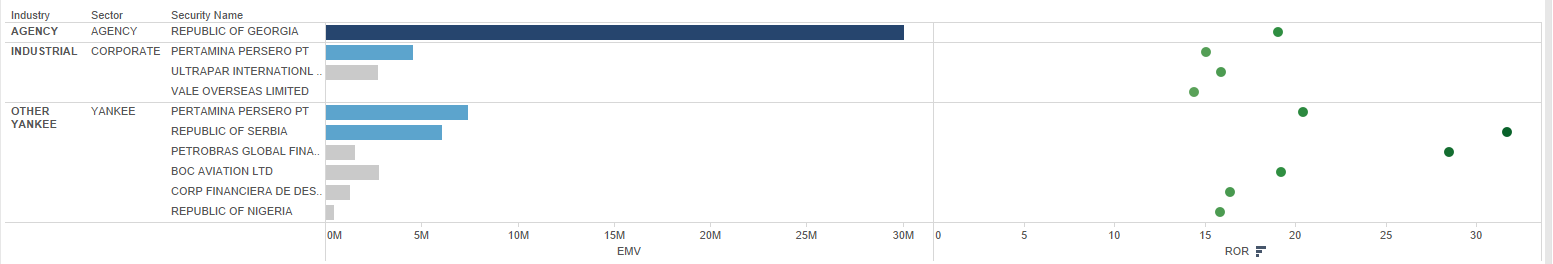 Industry Sector Security Name
AGENCY AGENCY REPUBLIC OF GEORGIA
INDUSTRIAL CORPORATE PERTAMINA PERSERO PT
ULTRAPAR INTERNATIONL ..
VALE OVERSEAS LIMITED
OTHER YANKEE PERTAMINA PERSERO PT
YANKEE
REPUBLIC OF SERBIA
PETROBRAS GLOBAL FINA..
BOC AVIATION LTD
CORP FINANCIERA DE DES..
REPUBLIC OF NIGERIA
0M 5M 10M 15M 20M 25M 30M 0 5 10 15 20 25 30
EMV ROR